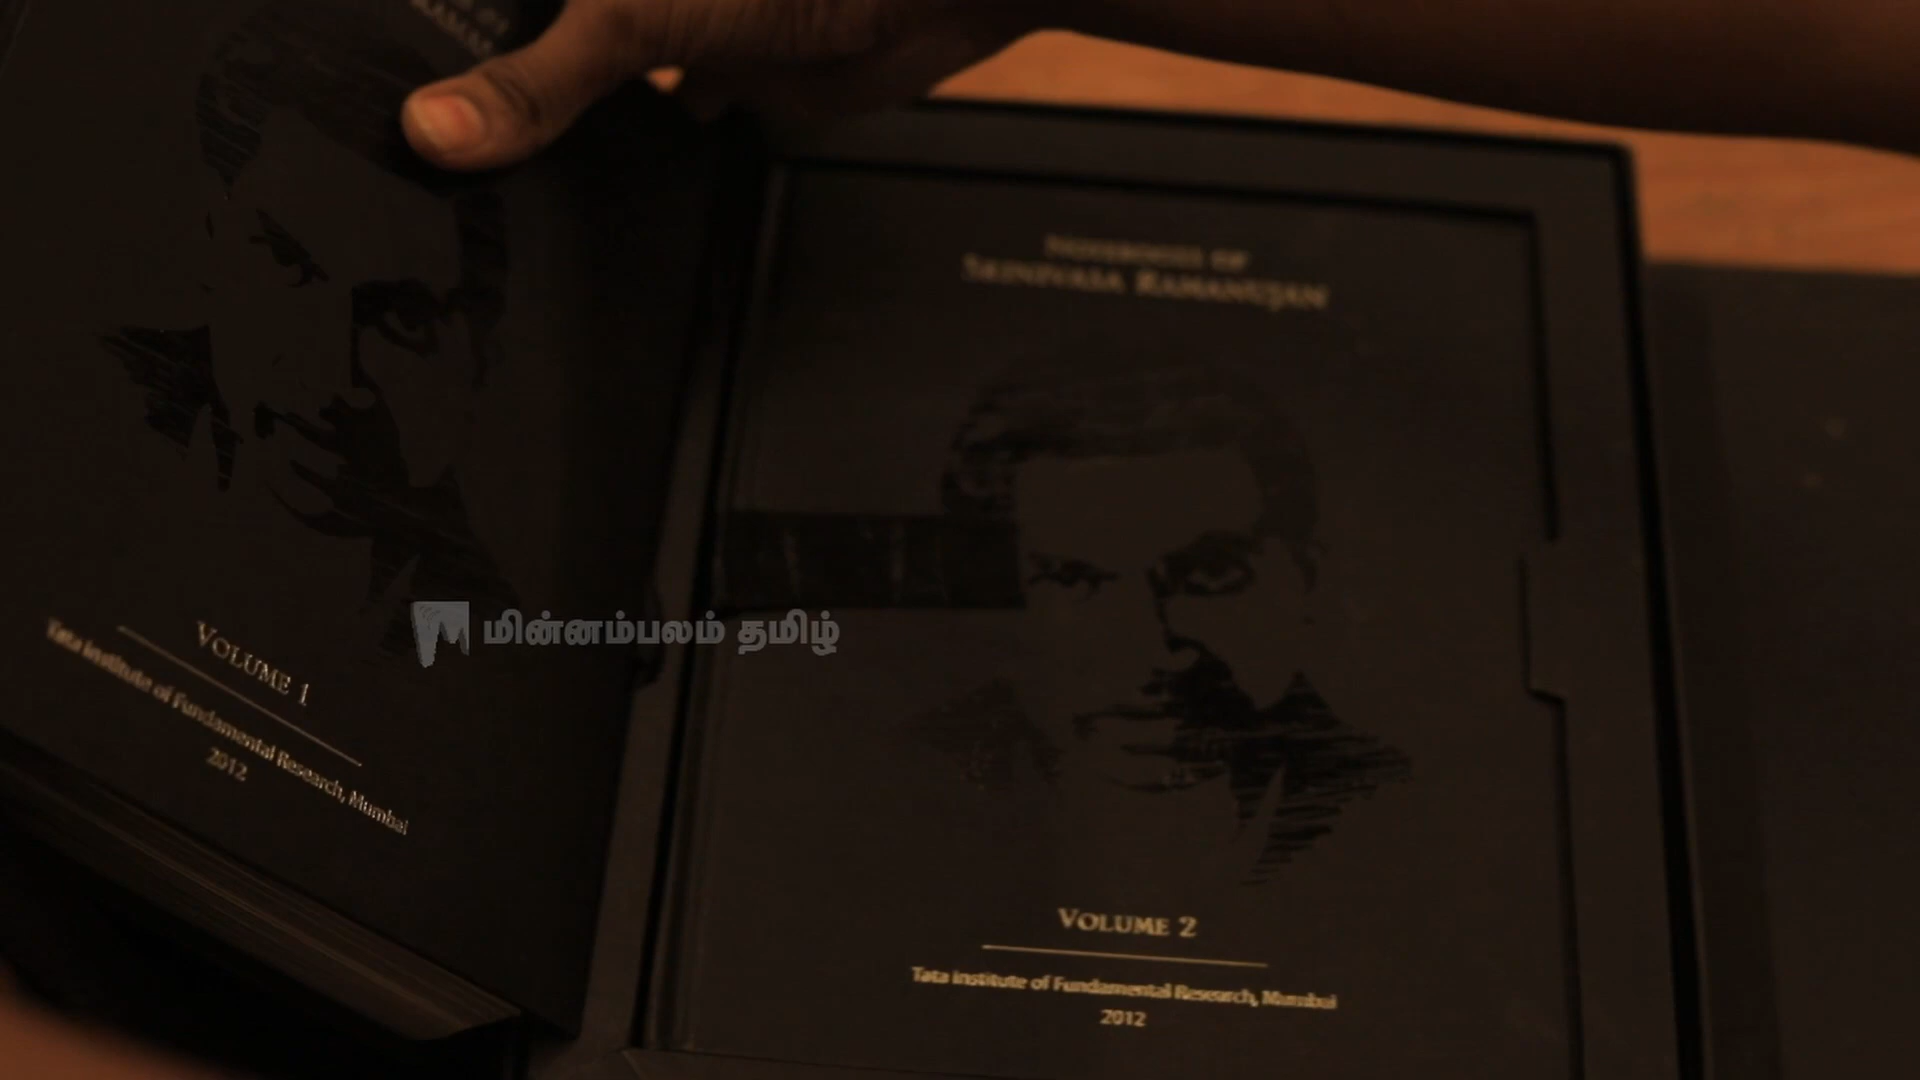 RAMAN
VOLUME 1
Tata Institute of Fundamental Research, Mumbai
2012
NOTEBOOKS OF
SRINIVASA RAMANUJAN
VOLUME 2
Tata Institute of Fundamental Research, Mumbai
2012
மின்னம்பலம் தமிழ்